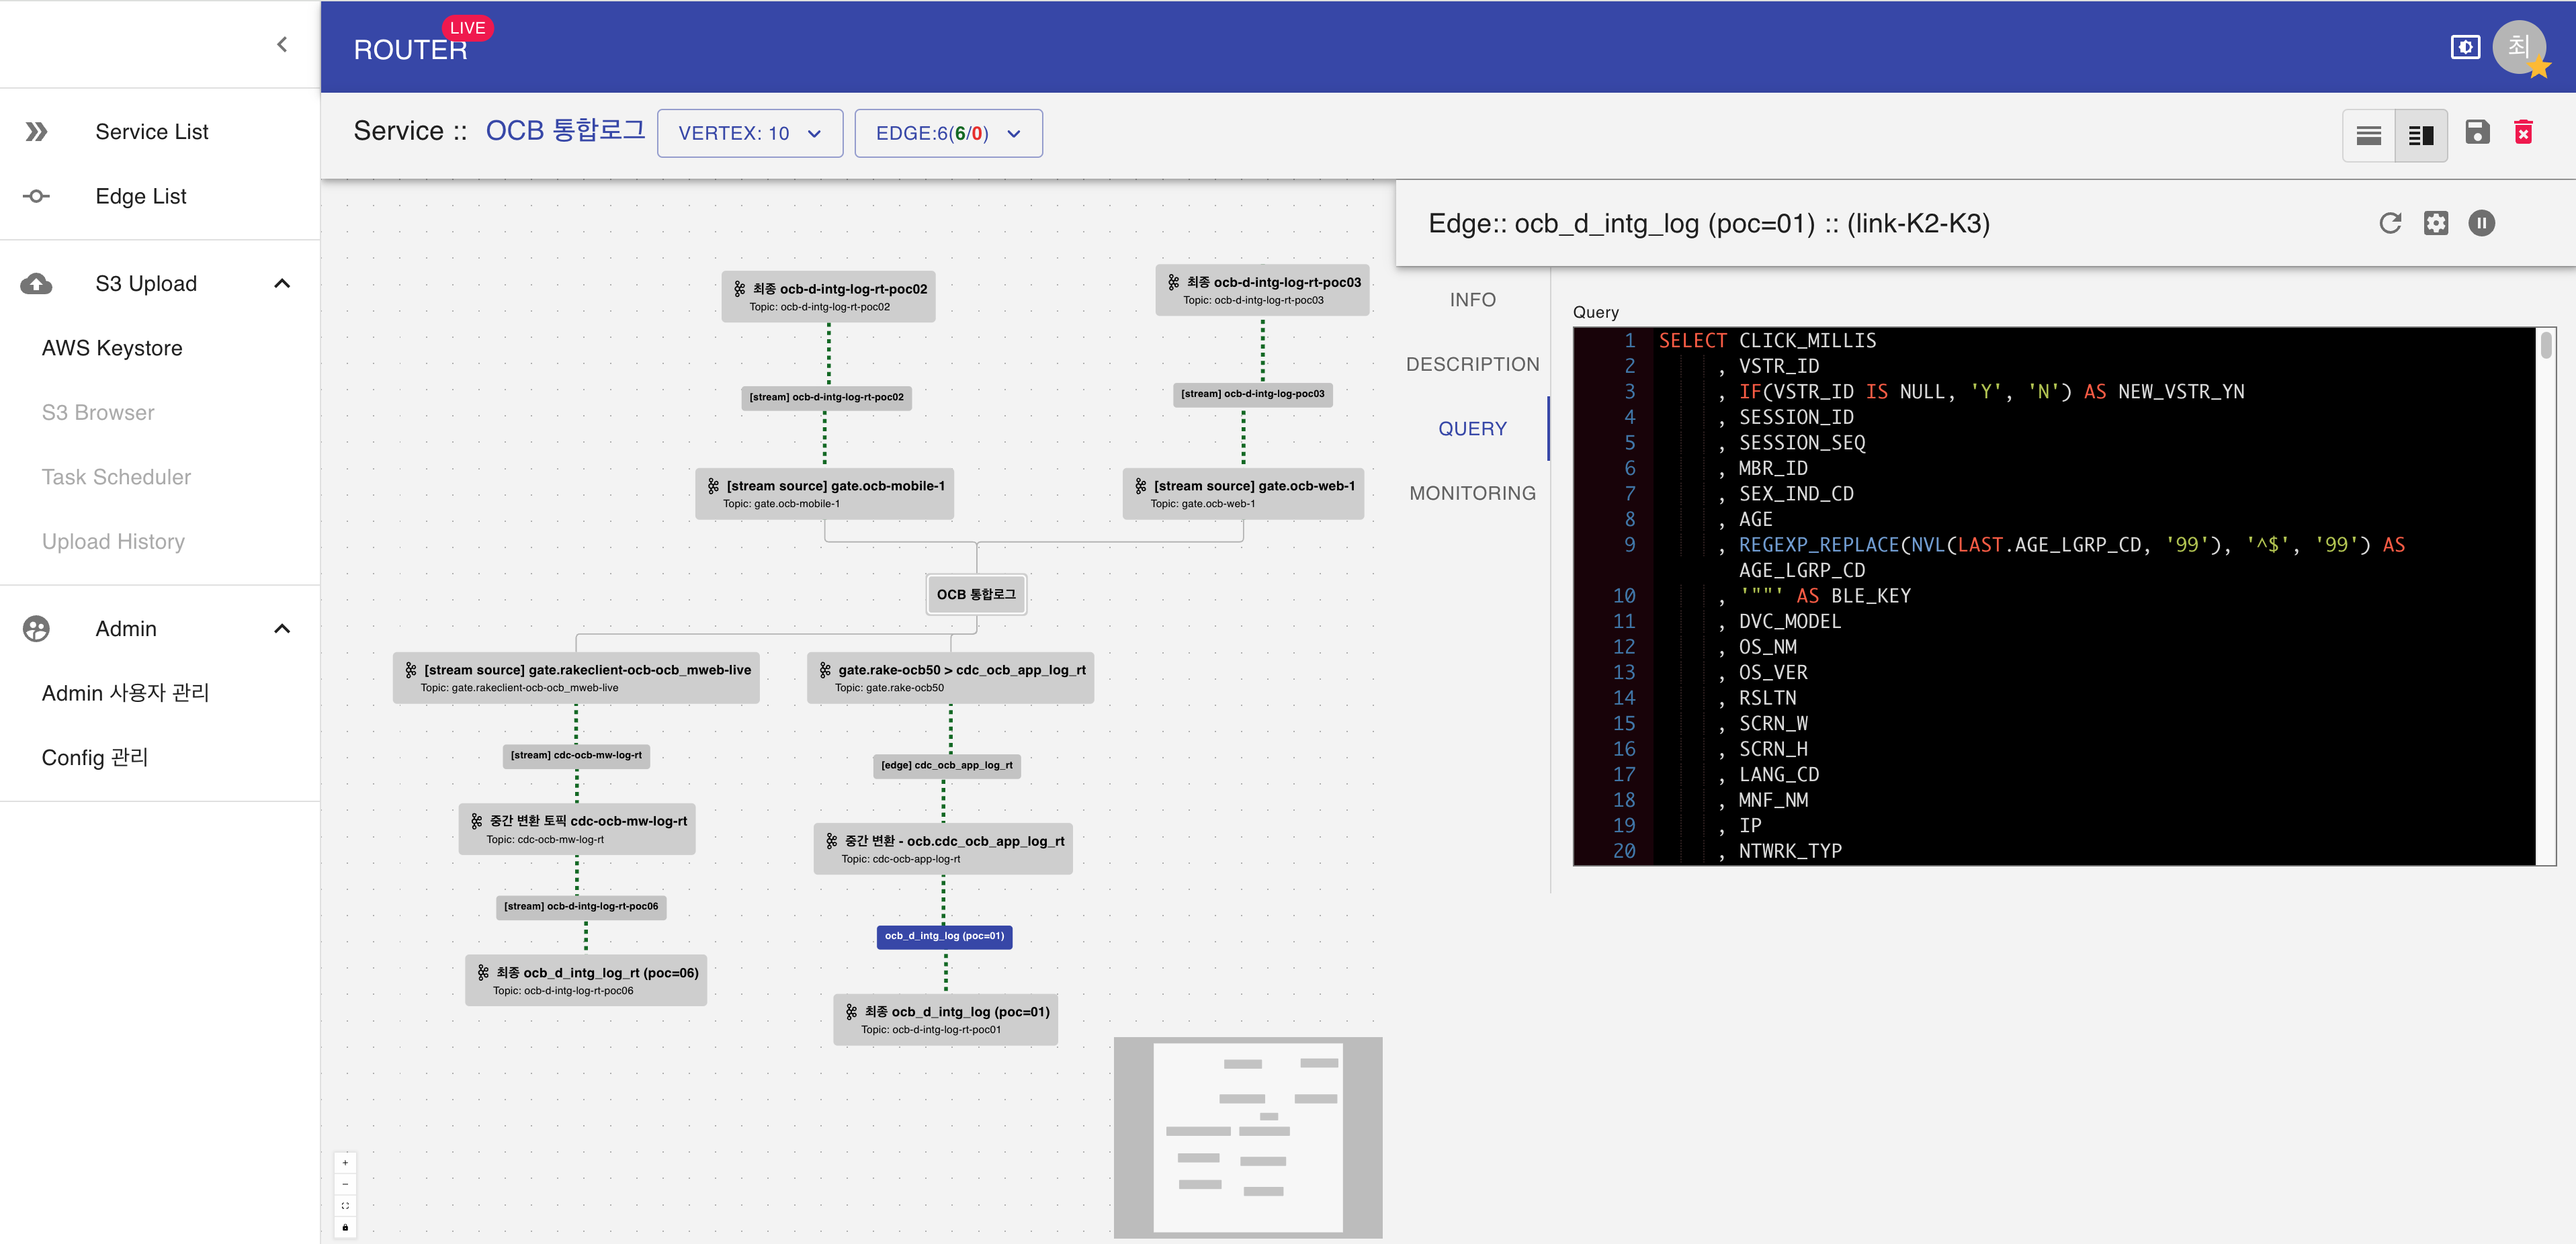 LIVE
ROUTER
최
Service List
Edge List
S3 Upload
AWS Keystore
S3 Browser
Task Scheduler
Upload History
Admin
Admin 사용자 관리
Config 관리
Service :: OCB 통합로그
VERTEX: 10
EDGE:6(6/0)
최종 ocb-d-intg-log-rt-poc02
Topic: ocb-d-intg-log-rt-poc02
최종 ocb-d-intg-log-rt-poc03
Topic: ocb-d-intg-log-rt-poc03
[stream] ocb-d-intg-log-rt-poc02
[stream] ocb-d-intg-log-poc03
[stream source] gate.ocb-mobile-1
Topic: gate.ocb-mobile-1
[stream source] gate.ocb-web-1
Topic: gate.ocb-web-1
OCB 통합로그
[stream source] gate.rakeclient-ocb-ocb_mweb-live
Topic: gate.rakeclient-ocb-ocb_mweb-live
gate.rake-ocb50 > cdc_ocb_app_log_rt
Topic: gate.rake-ocb50
[stream] cdc-ocb-mw-log-rt
[edge] cdc_ocb_app_log_rt
중간 변환 토픽 cdc-ocb-mw-log-rt
Topic: cdc-ocb-mw-log-rt
중간 변환 - ocb.cdc_ocb_app_log_rt
Topic: cdc-ocb-app-log-rt
[stream] ocb-d-intg-log-rt-poc06
ocb_d_intg_log (poc=01)
최종 ocb_d_intg_log_rt (poc=06)
Topic: ocb-d-intg-log-rt-poc06
최종 ocb_d_intg_log (poc=01)
Topic: ocb-d-intg-log-rt-poc01
Edge:: ocb_d_intg_log (poc=01) :: (link-K2-K3)
INFO
DESCRIPTION
QUERY
MONITORING
Query
1 SELECT CLICK_MILLIS
2 , VSTR_ID
3 , IF(VSTR_ID IS NULL, 'Y', 'N') AS NEW_VSTR_YN
4 , SESSION_ID
5 , SESSION_SEQ
6 , MBR_ID
7 , SEX_IND_CD
8 , AGE
9 , REGEXP_REPLACE(NVL(LAST.AGE_LGRP_CD, '99'), '^$', '99') AS
AGE_LGRP_CD
10 , '""' AS BLE_KEY
11 , DVC_MODEL
12 , OS_NM
13 , OS_VER
14 , RSLTN
15 , SCRN_W
16 , SCRN_H
17 , LANG_CD
18 , MNF_NM
19 , IP
20 , NTWRK_TYP